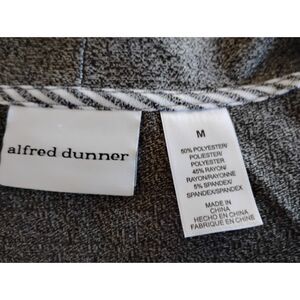 alfred dunner
M
50% POLYESTER/
POLIESTER/
POLYESTER
45% RAYON/
RAYON/RAYONNE
5% SPANDEX/
SPANDEX/SPANDEX
MADE IN
CHINA
HECHO EN CHINA
FABRIQUE EN CHINE